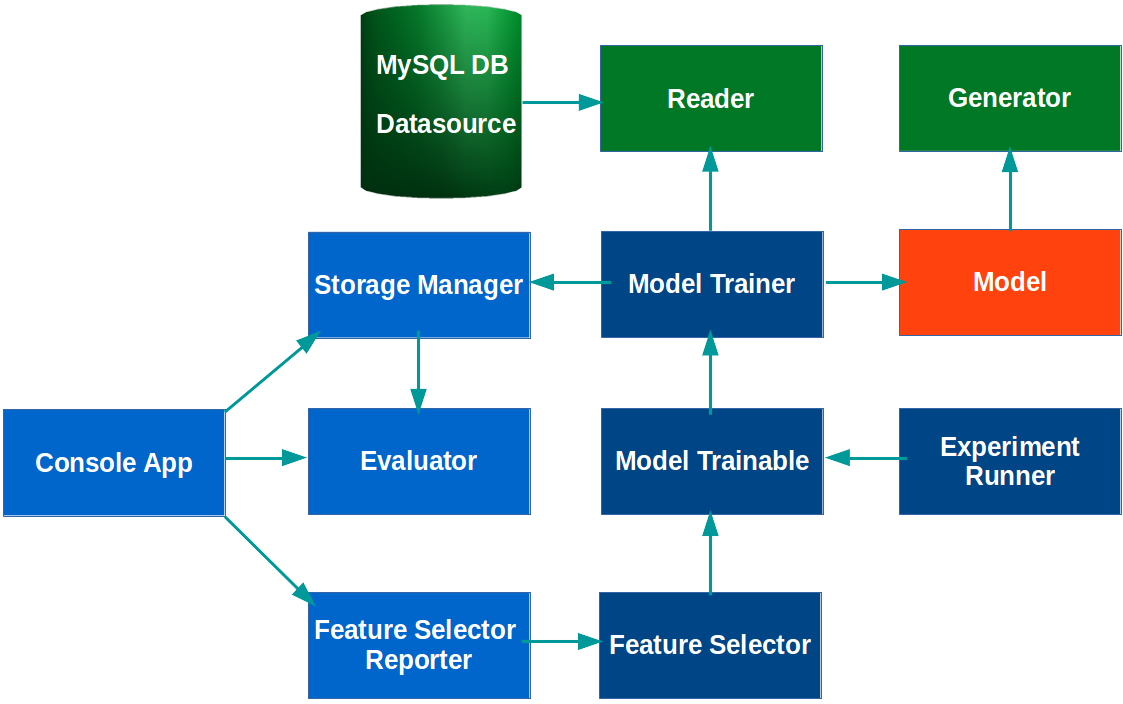 MySQL DB
Datasource
Reader
Generator
Storage Manager
Model Trainer
Model
Console App
Evaluator
Model Trainable
Experiment
Runner
Feature Selector
Reporter
Feature Selector